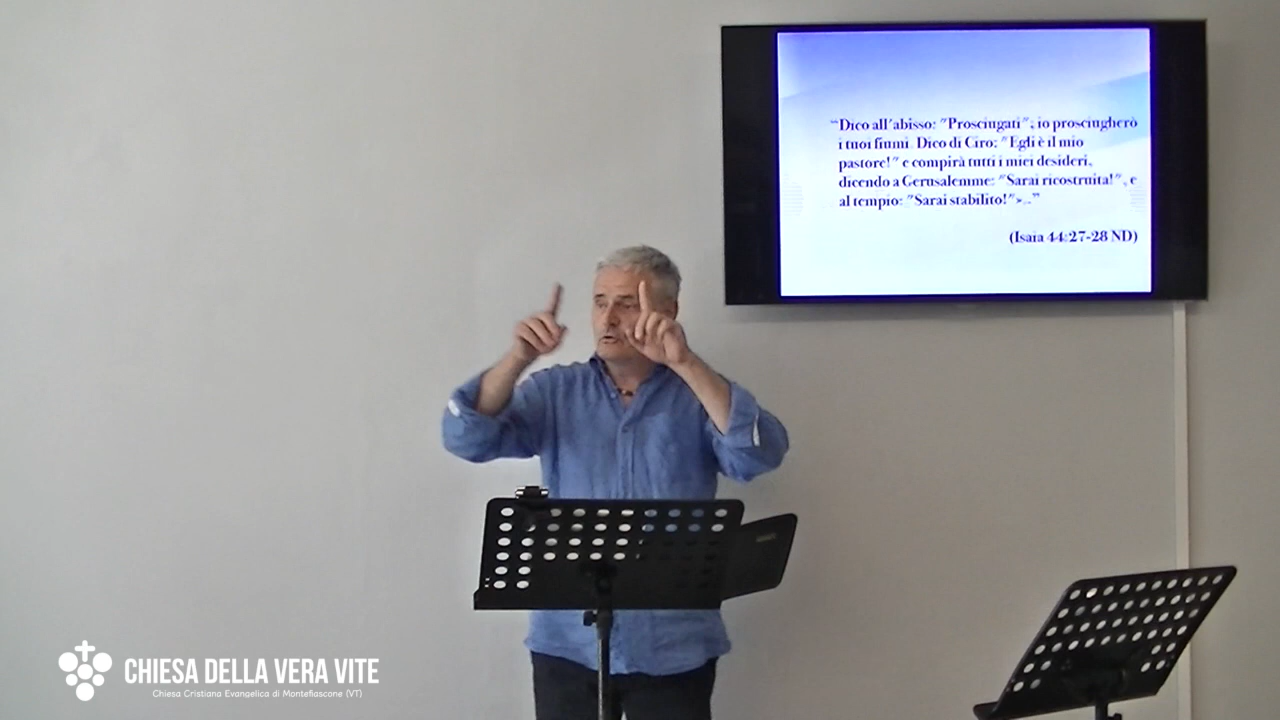 “Dico all'abisso: "Prosciugati"; io prosciugherò
i tuoi fiumi. Dico di Ciro: "Egli è il mio
pastore!" e compirà tutti i miei desideri,
dicendo a Gerusalemme: "Sarai ricostruita!", e
al tempio: "Sarai stabilito!">..”
(Isaia 44:27-28 ND)
CHIESA DELLA VERA VITE
Chiesa Cristiana Evangelica di Montefiascone (VT)